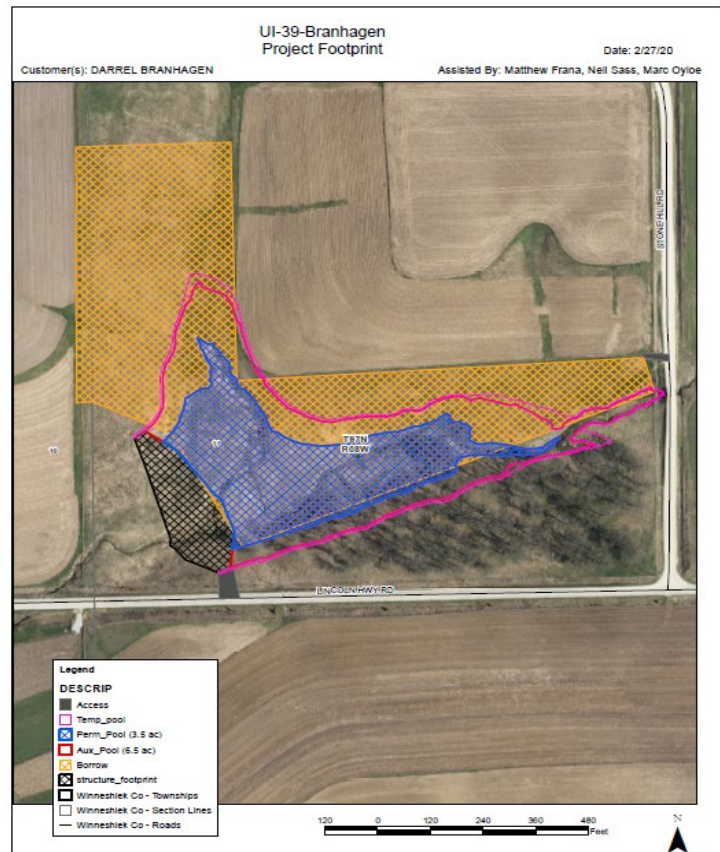 UI-39-Branhagen
Project Footprint
Date: 2/27/20
Customer(s): DARREL BRANHAGEN
Assisted By: Matthew Frana, Neil Sass, Marc Oyloe
STONE HILL RD
10
11
T97N
R08W
LINCOLN HWY RD
Legend
DESCRIP
Access
Temp_pool
Perm_Pool (3.5 ac)
Aux_Pool (6.5 ac)
Borrow
structure_footprint
Winneshiek Co - Townships
Winneshiek Co - Section Lines
Winneshiek Co - Roads
120 0 120 240 360 480
Feet
N